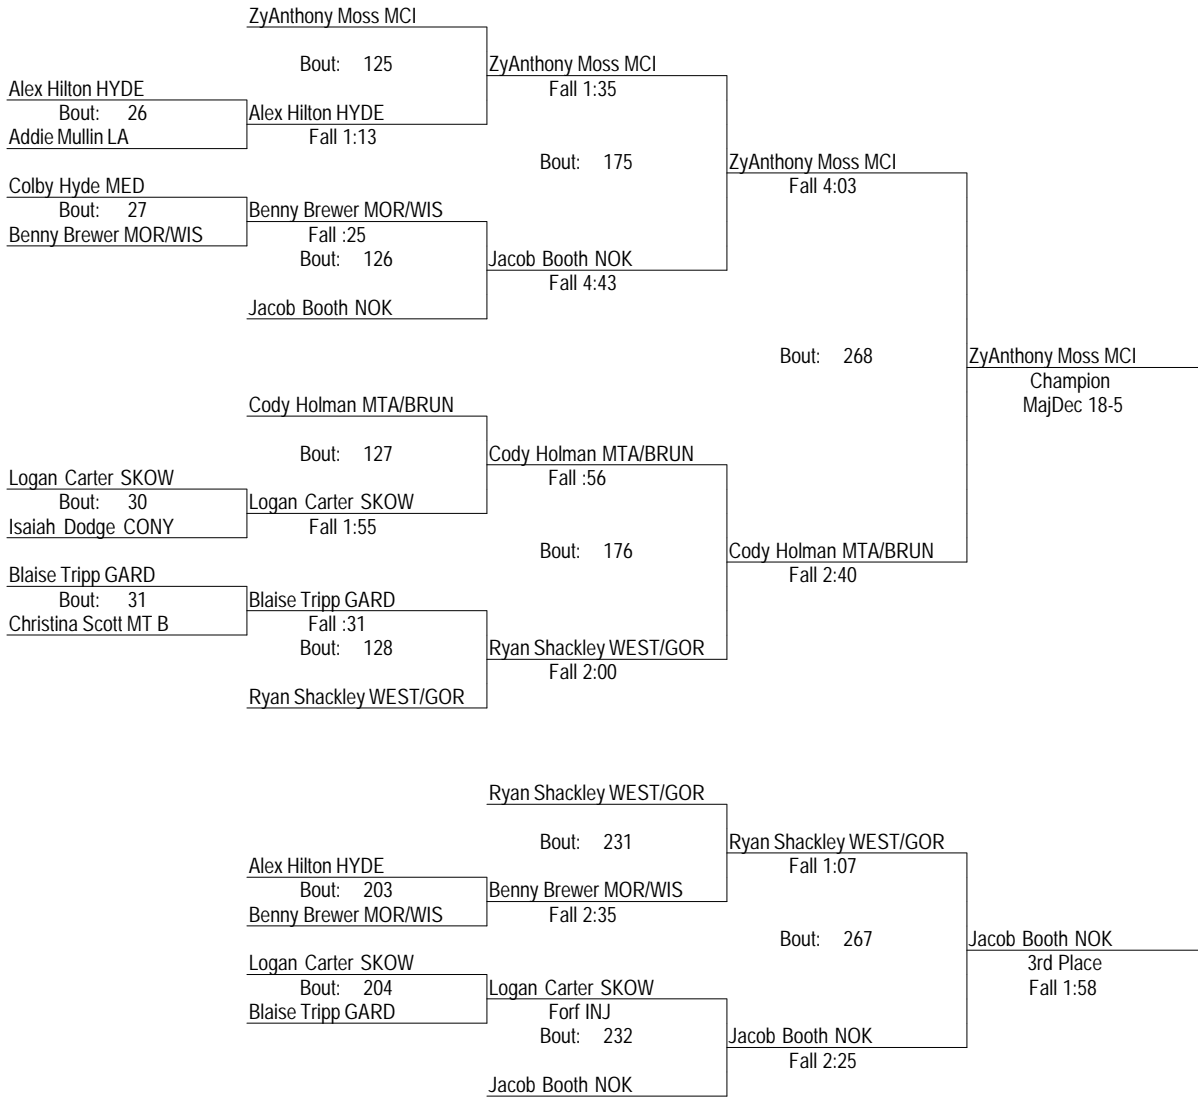 ZyAnthony Moss MCI
Bout: 125
ZyAnthony Moss MCI
Fall 1:35
Alex Hilton HYDE
Bout: 26
Addie Mullin LA
Alex Hilton HYDE
Fall 1:13
Bout: 175
ZyAnthony Moss MCI
Fall 4:03
Colby Hyde MED
Bout: 27
Benny Brewer MOR/WIS
Benny Brewer MOR/WIS
Fall :25
Bout: 126
Jacob Booth NOK
Fall 4:43
Jacob Booth NOK
Bout: 268
ZyAnthony Moss MCI
Champion
MajDec 18-5
Cody Holman MTA/BRUN
Bout: 127
Cody Holman MTA/BRUN
Fall :56
Logan Carter SKOW
Bout: 30
Isaiah Dodge CONY
Logan Carter SKOW
Fall 1:55
Bout: 176
Cody Holman MTA/BRUN
Fall 2:40
Blaise Tripp GARD
Bout: 31
Christina Scott MT B
Blaise Tripp GARD
Fall :31
Bout: 128
Ryan Shackley WEST/GOR
Fall 2:00
Ryan Shackley WEST/GOR
Ryan Shackley WEST/GOR
Bout: 231
Ryan Shackley WEST/GOR
Fall 1:07
Alex Hilton HYDE
Bout: 203
Benny Brewer MOR/WIS
Benny Brewer MOR/WIS
Fall 2:35
Bout: 267
Jacob Booth NOK
3rd Place
Fall 1:58
Logan Carter SKOW
Bout: 204
Blaise Tripp GARD
Logan Carter SKOW
Forf INJ
Bout: 232
Jacob Booth NOK
Fall 2:25
Jacob Booth NOK